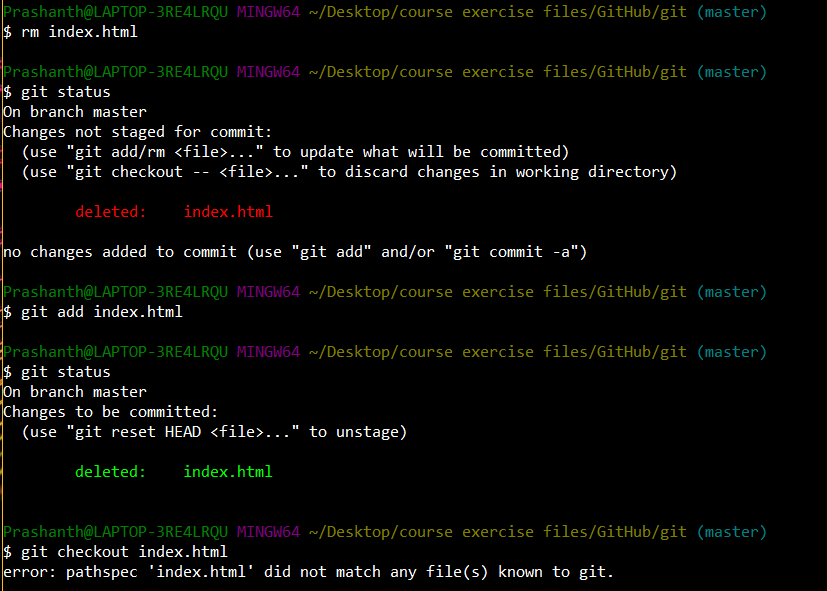 Prashanth@LAPTOP-3RE4LRQU MINGW64 ~/Desktop/course exercise files/GitHub/git (master)
$ rm index.html
Prashanth@LAPTOP-3RE4LRQU MINGW64 ~/Desktop/course exercise files/GitHub/git (master)
$ git status
On branch master
Changes not staged for commit:
  (use "git add/rm <file>..." to update what will be committed)
  (use "git checkout -- <file>..." to discard changes in working directory)
        deleted:    index.html
no changes added to commit (use "git add" and/or "git commit -a")
Prashanth@LAPTOP-3RE4LRQU MINGW64 ~/Desktop/course exercise files/GitHub/git (master)
$ git add index.html
Prashanth@LAPTOP-3RE4LRQU MINGW64 ~/Desktop/course exercise files/GitHub/git (master)
$ git status
On branch master
Changes to be committed:
  (use "git reset HEAD <file>..." to unstage)
        deleted:    index.html
Prashanth@LAPTOP-3RE4LRQU MINGW64 ~/Desktop/course exercise files/GitHub/git (master)
$ git checkout index.html
error: pathspec 'index.html' did not match any file(s) known to git.